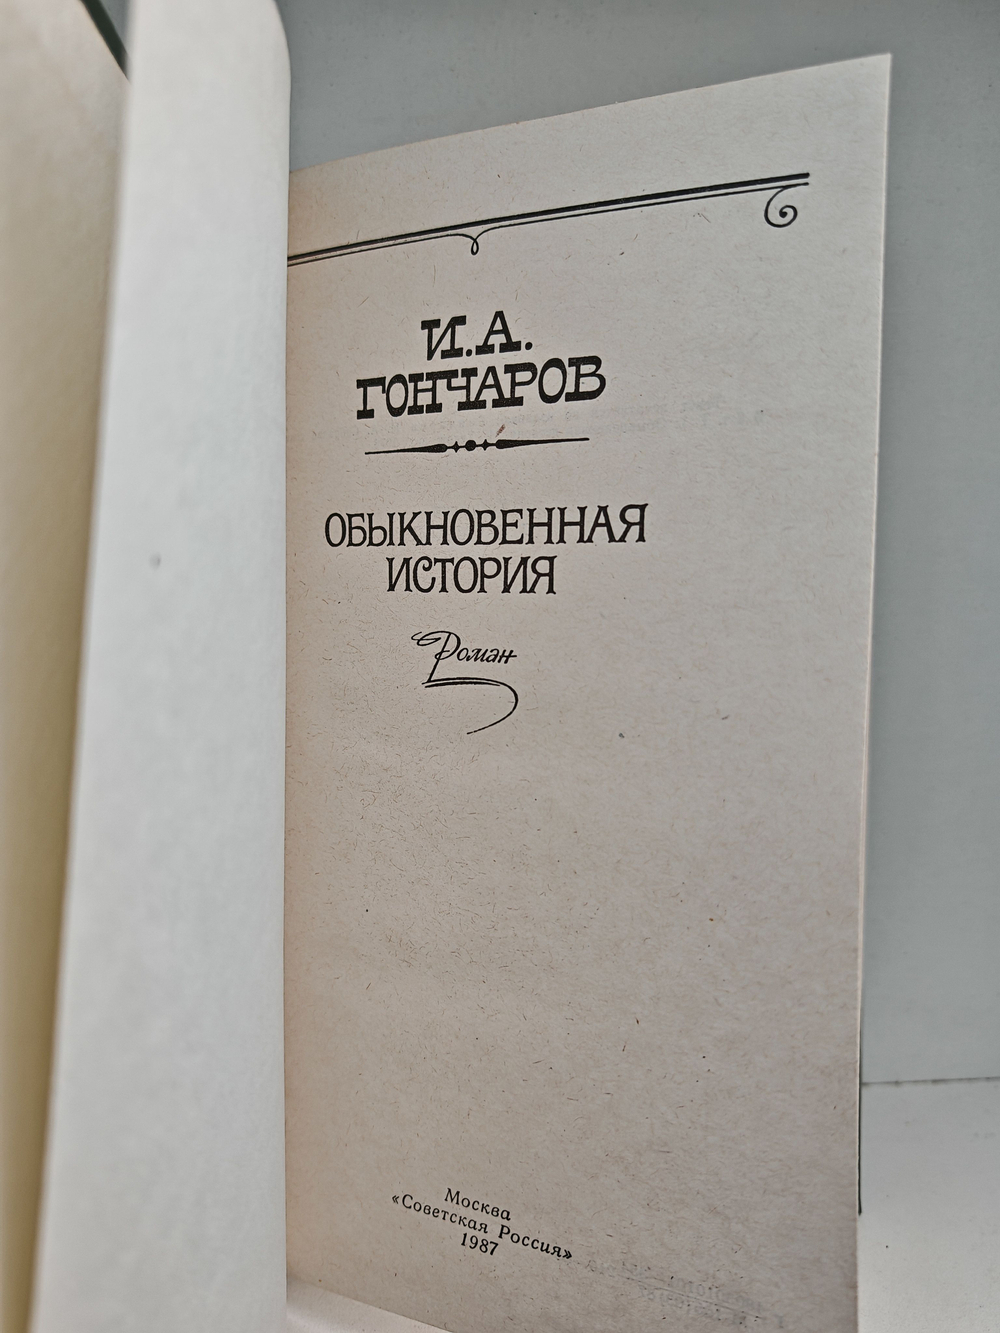 И.А.
ГОНЧАРОВ
ОБЫКНОВЕННАЯ
ИСТОРИЯ
Роман
Москва
«Советская Россия»
1987